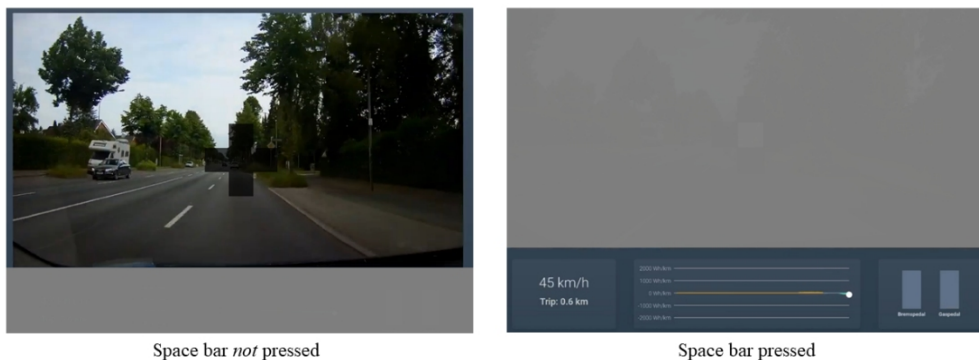 45 km/h
Trip: 0.6 km
2000 Wh/km
1000 Wh/km
0 Wh/km
-1000 Wh/km
-2000 Wh/km
Bremspedal
Gaspedal
Space bar not pressed
Space bar pressed